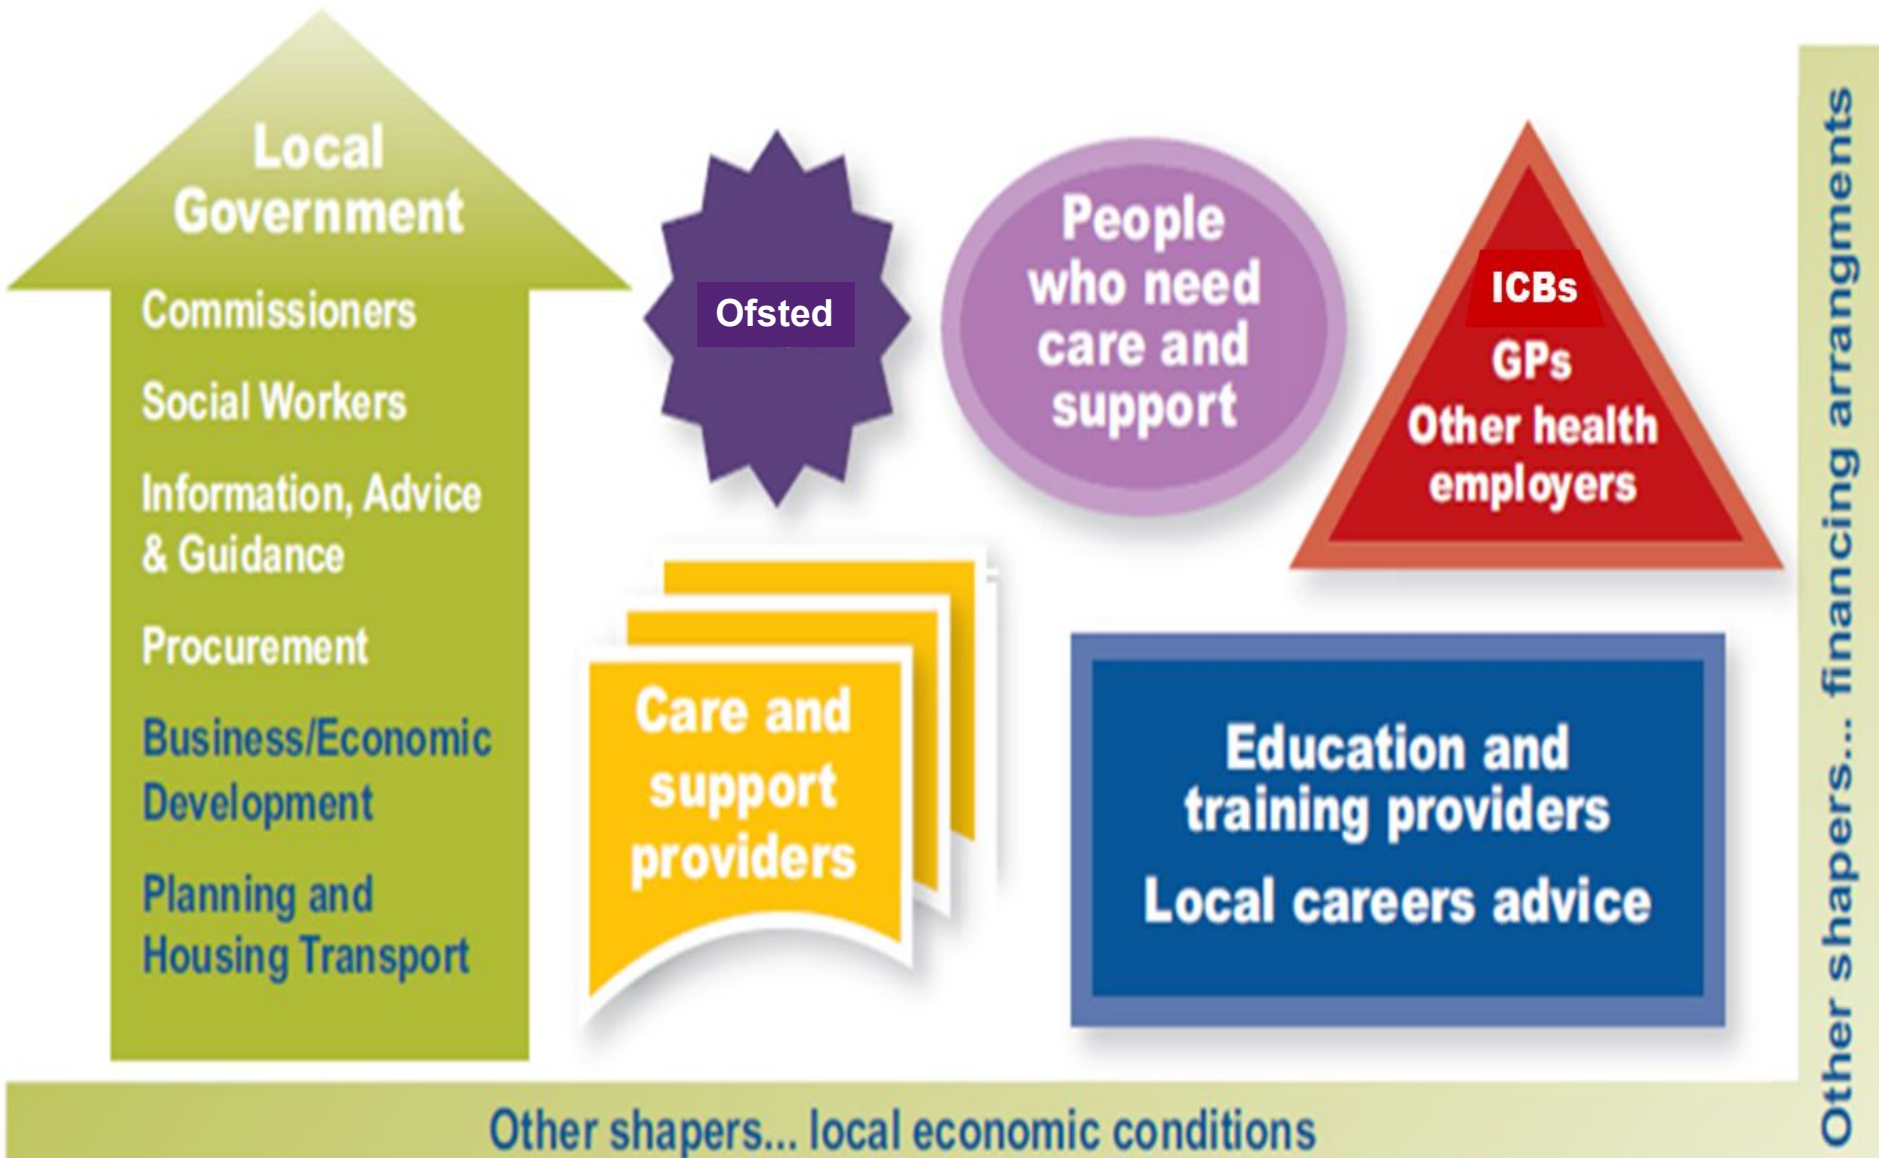 Local
Government
Commissioners
Social Workers
Information, Advice
& Guidance
Procurement
Business/Economic
Development
Planning and
Housing Transport
Ofsted
People
who need
care and
support
ICBs
GPs
Other health
employers
Care and
support
providers
Education and
training providers
Local careers advice
Other shapers... financing arrangments
Other shapers... local economic conditions